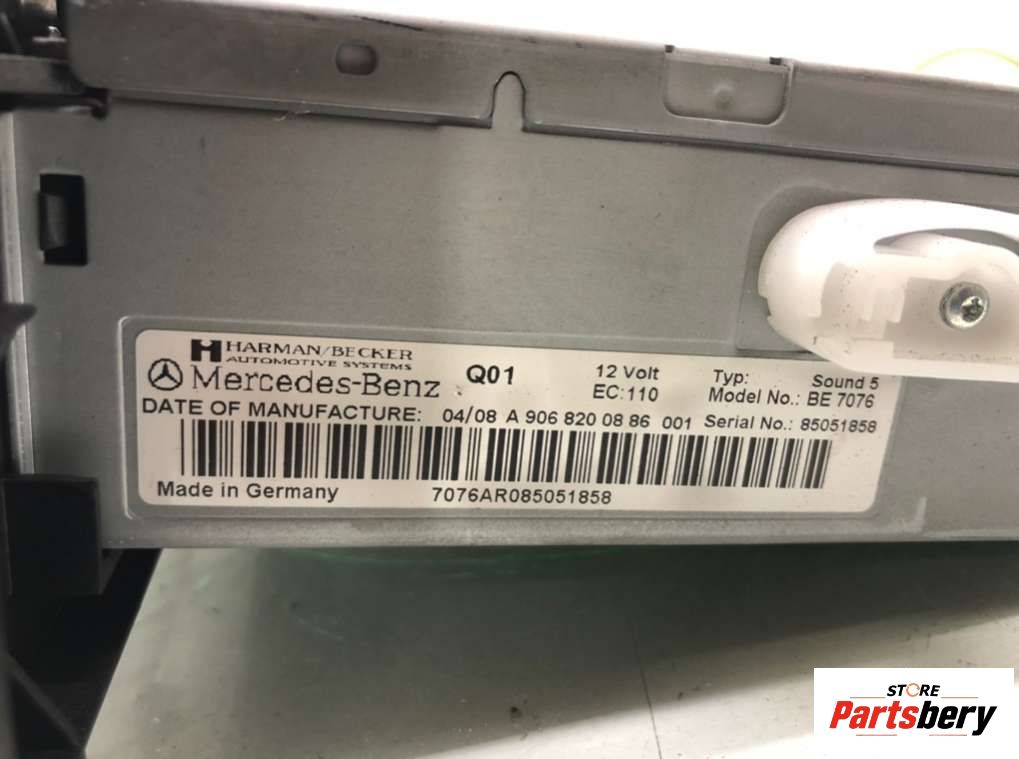 HARMAN/BECKER
AUTOMOTIVE SYSTEMS
Mercedes-Benz Q01 12 Volt Typ: Sound 5
EC:110 Model No.: BE 7076
DATE OF MANUFACTURE: 04/08 A 906 820 08 86 001 Serial No.: 85051858
Made in Germany 7076AR085051858
STORE
Partsbery